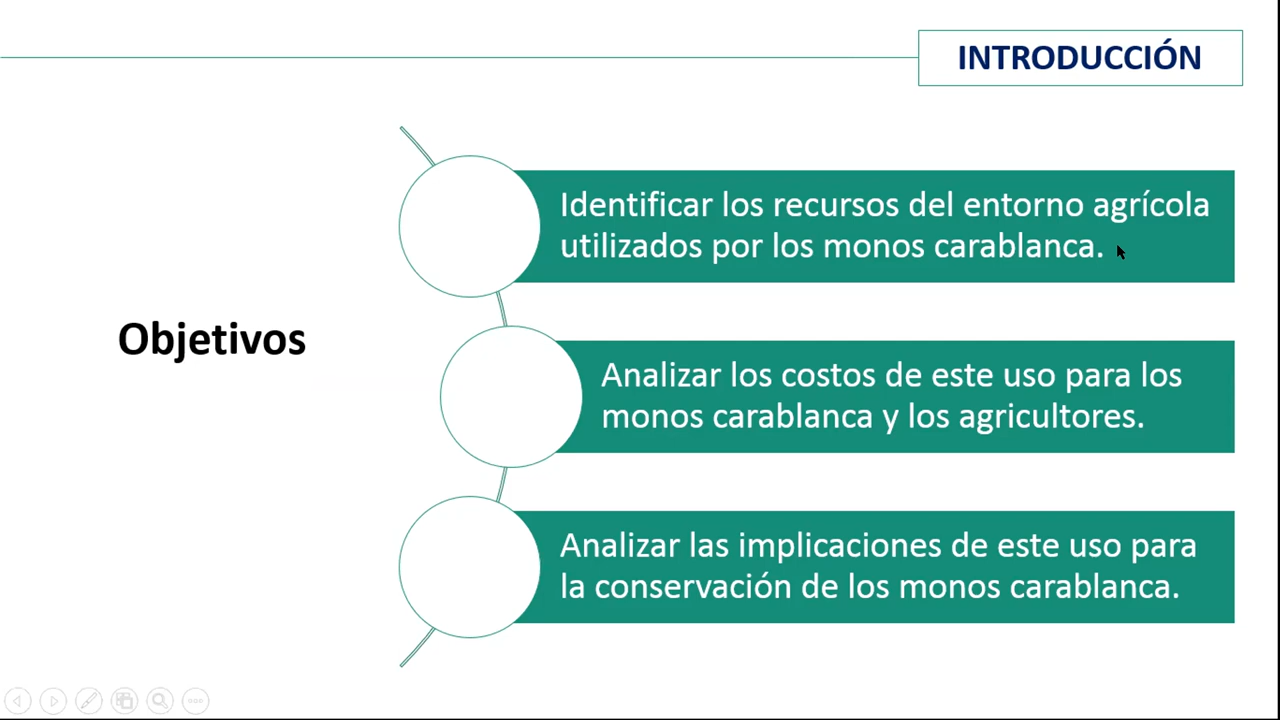 INTRODUCCIÓN
Objetivos
Identificar los recursos del entorno agrícola
utilizados por los monos carablanca.
Analizar los costos de este uso para los
monos carablanca y los agricultores.
Analizar las implicaciones de este uso para
la conservación de los monos carablanca.